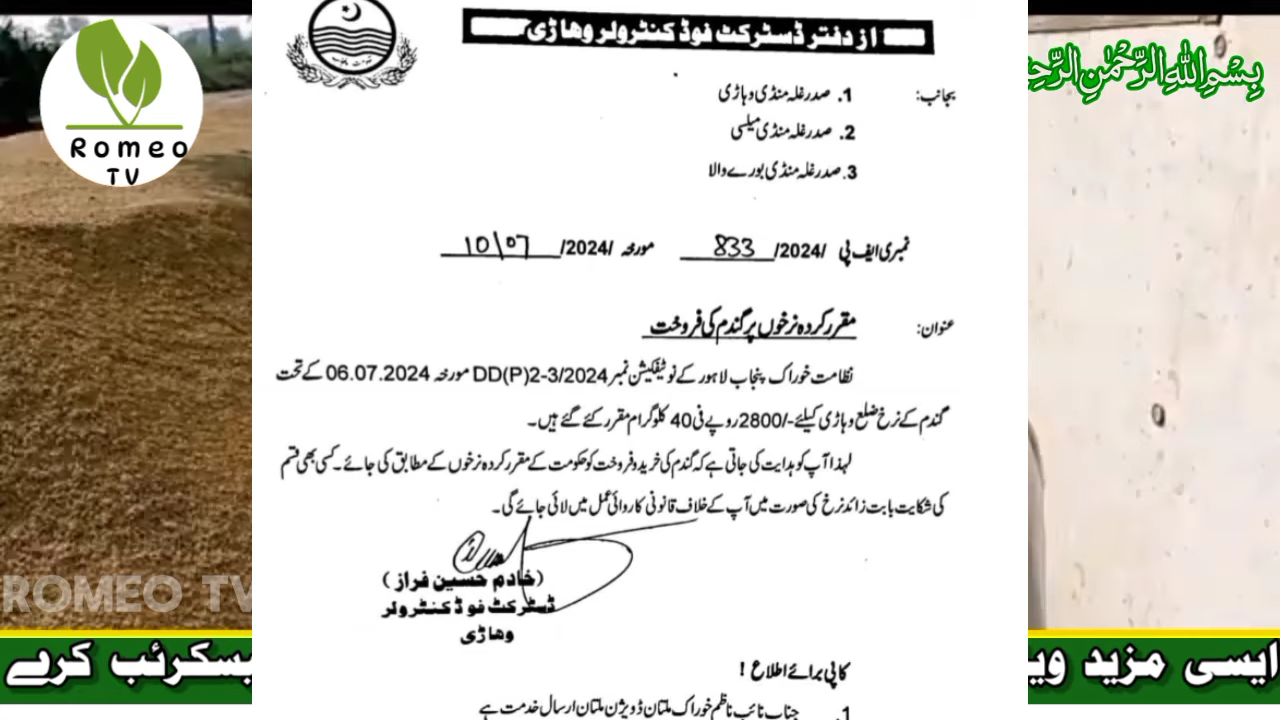 Romeo
TV
بِسْمِ اللهِ الرَّحْمٰنِ الرَّحِ
از دفتر ڈسٹرکٹ فوڈ کنٹرولر وہاڑی
بجانب:
1. صدر غلہ منڈی وہاڑی
2. صدر غلہ منڈی میلسی
3. صدر غلہ منڈی بورے والا
نمبری ایف پی /2024/ 833 مورخہ /2024/ 10/07
عنوان: مقرر کردہ نرخوں پر گندم کی فروخت
نظامت خوراک پنجاب لاہور کے نوٹیفکیشن نمبر DD(P)2-3/2024 مورخہ 06.07.2024 کے تحت
گندم کے نرخ ضلع وہاڑی کیلئے -/2800 روپے فی 40 کلوگرام مقرر کئے گئے ہیں۔
لہذا آپ کو ہدایت کی جاتی ہے کہ گندم کی خرید و فروخت کو حکومت کے مقرر کردہ نرخوں کے مطابق کی جائے۔ کسی بھی قسم
کی شکایت بابت زائد نرخ کی صورت میں آپ کے خلاف قانونی کاروائی عمل میں لائی جائے گی۔
(خادم حسین فراز)
ڈسٹرکٹ فوڈ کنٹرولر
وہاڑی
کاپی برائے اطلاع !
1. جناب نائب ناظم خوراک ملتان ڈویژن ملتان ارسال خدمت ہے
ROMEO TV
ایسی مزید وی
بسکرئب کرے